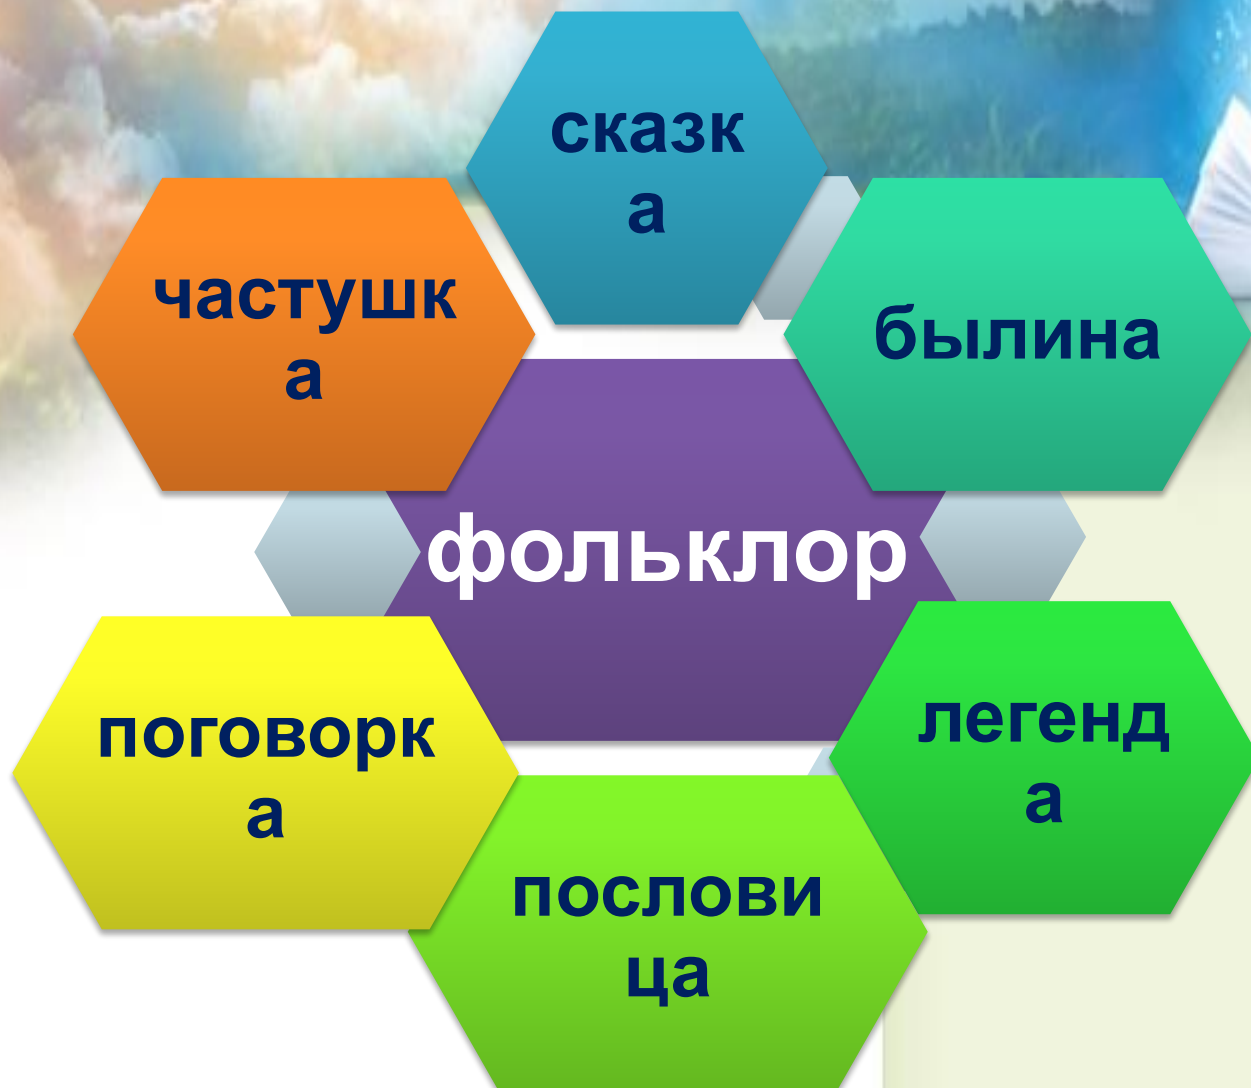 сказк
а
частушк
а
былина
фольклор
поговорк
а
легенд
а
послови
ца